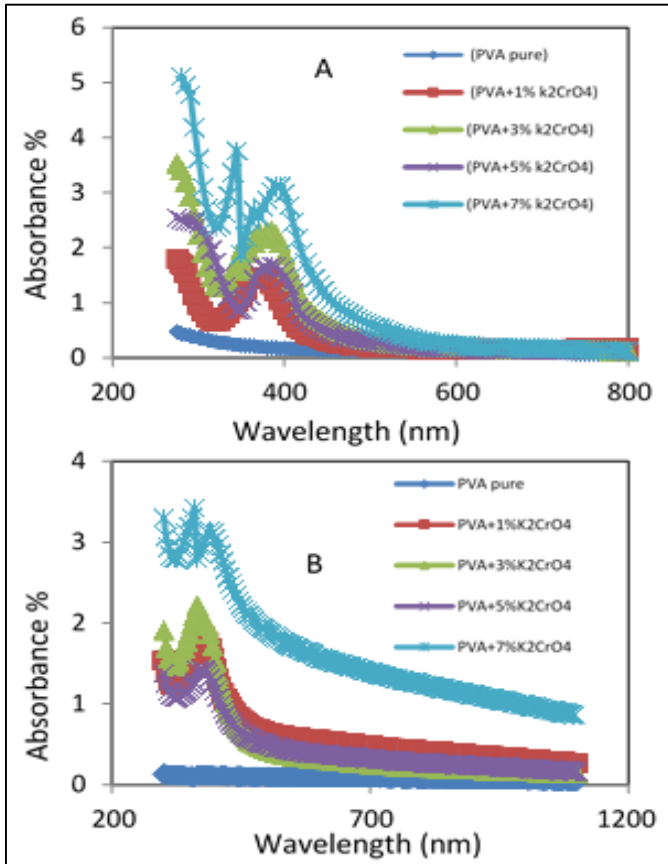 6
5
4
3
2
1
0
200
400
600
800
Absorbance %
Wavelength (nm)
A
(PVA pure)
(PVA+1% k2CrO4)
(PVA+3% k2CrO4)
(PVA+5% k2CrO4)
(PVA+7% k2CrO4)
4
3
2
1
0
200
700
1200
Absorbance %
Wavelength (nm)
B
PVA pure
PVA+1%K2CrO4
PVA+3%K2CrO4
PVA+5%K2CrO4
PVA+7%K2CrO4